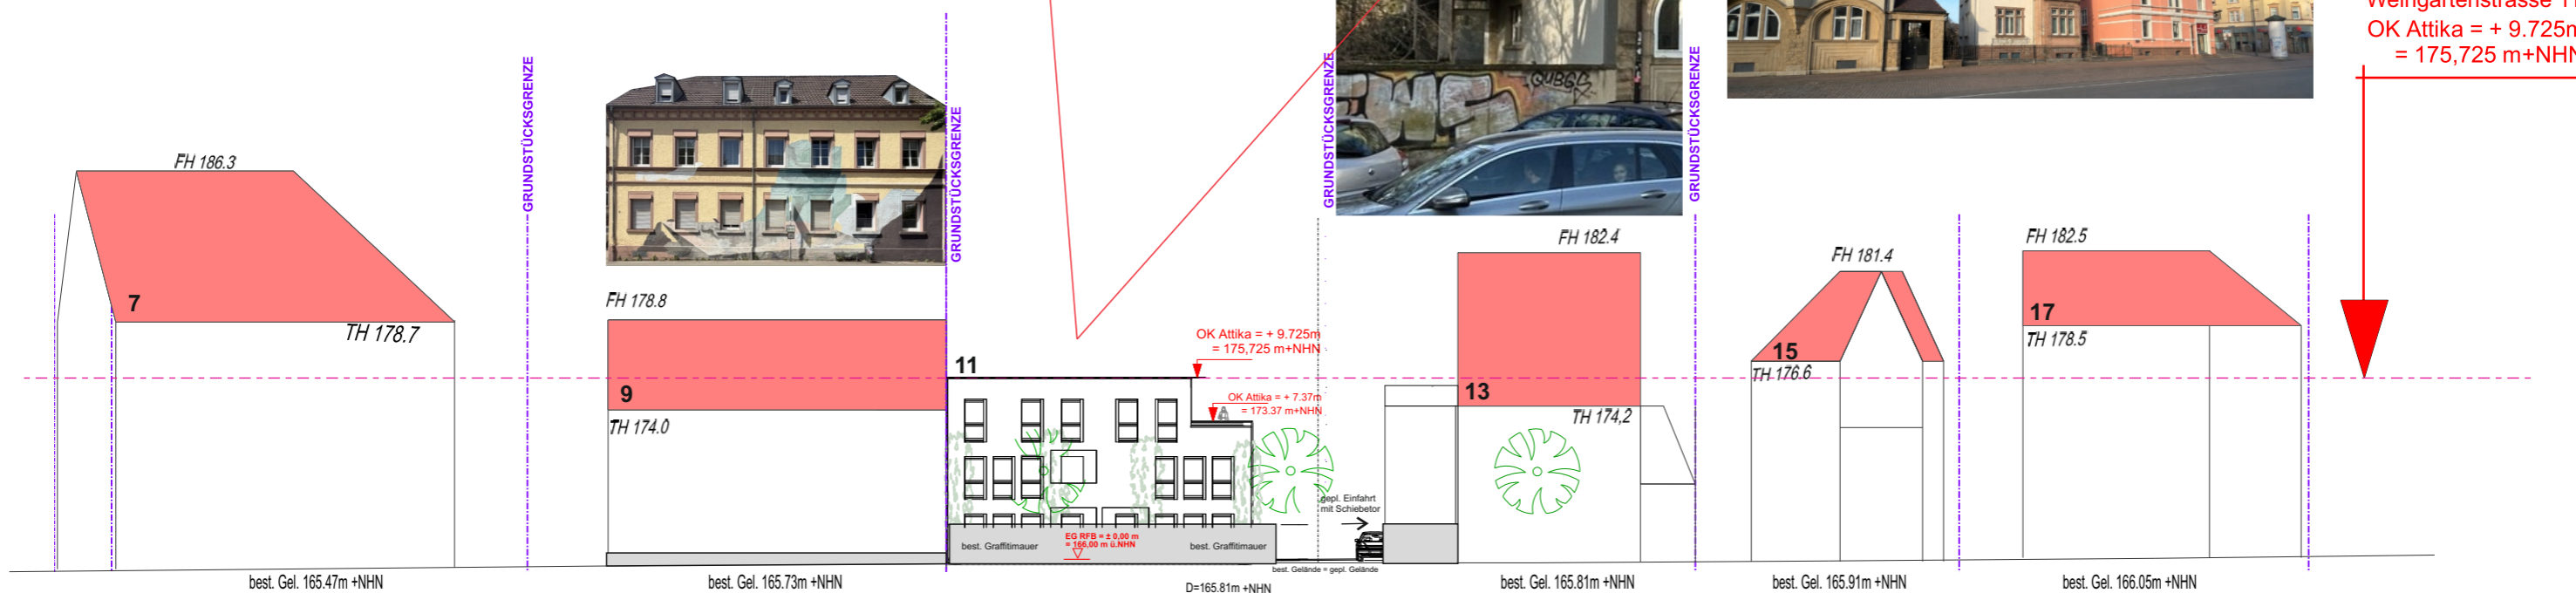 Weingartenstrasse
OK Attika = + 9.725m
= 175,725 m+NHN
GRUNDSTÜCKSGRENZE
GRUNDSTÜCKSGRENZE
GRUNDSTÜCKSGRENZE
GRUNDSTÜCKSGRENZE
QUBG
FH 186.3
7
TH 178.7
FH 178.8
9
TH 174.0
11
OK Attika = + 9.725m
= 175,725 m+NHN
OK Attika = + 7.37m
= 173.37 m+NHN
gepl. Einfahrt
mit Schiebetor
best. Graffitimauer
EG RFB = ± 0,00 m
= 166,00 m ü.NHN
best. Graffitimauer
best. Gelände = gepl. Gelände
FH 182.4
13
TH 174,2
FH 181.4
15
TH 176.6
FH 182.5
17
TH 178.5
best. Gel. 165.47m +NHN
best. Gel. 165.73m +NHN
D=165.81m +NHN
best. Gel. 165.81m +NHN
best. Gel. 165.91m +NHN
best. Gel. 166.05m +NHN